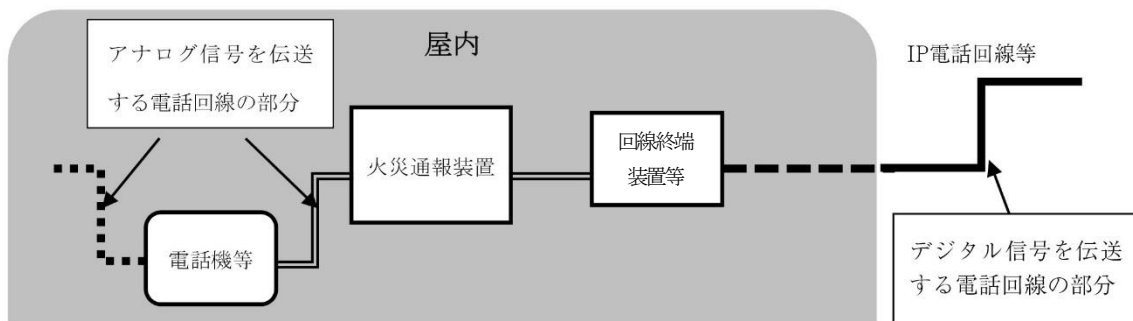 アナログ信号を伝送
する電話回線の部分
屋内
IP電話回線等
火災通報装置
回線終端
装置等
電話機等
デジタル信号を伝送
する電話回線の部分